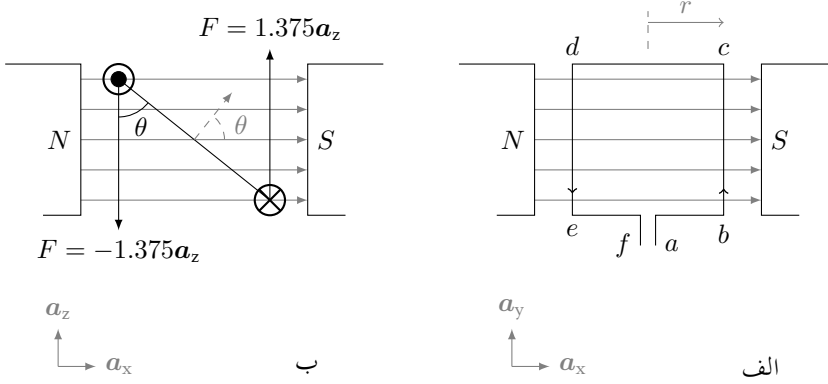 F = 1.375a_z
N
θ
θ
S
F = −1.375a_z
a_z
a_x
ب
r
d
c
N
S
e
f
a
b
a_y
a_x
الف